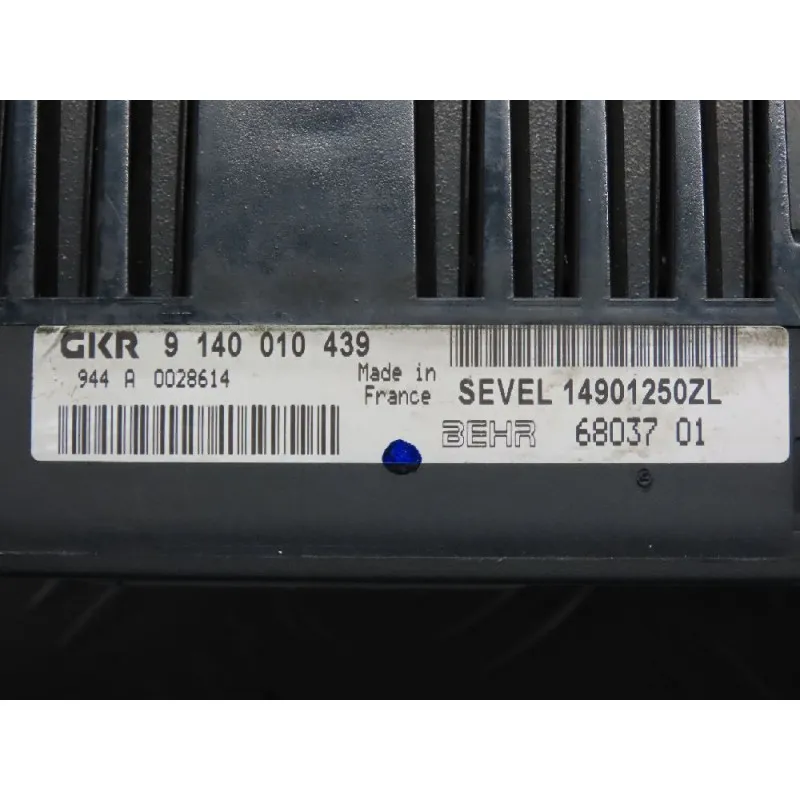 GKR 9 140 010 439
944 A 0028614
Made in
France
SEVEL 14901250ZL
BEHR 68037 01